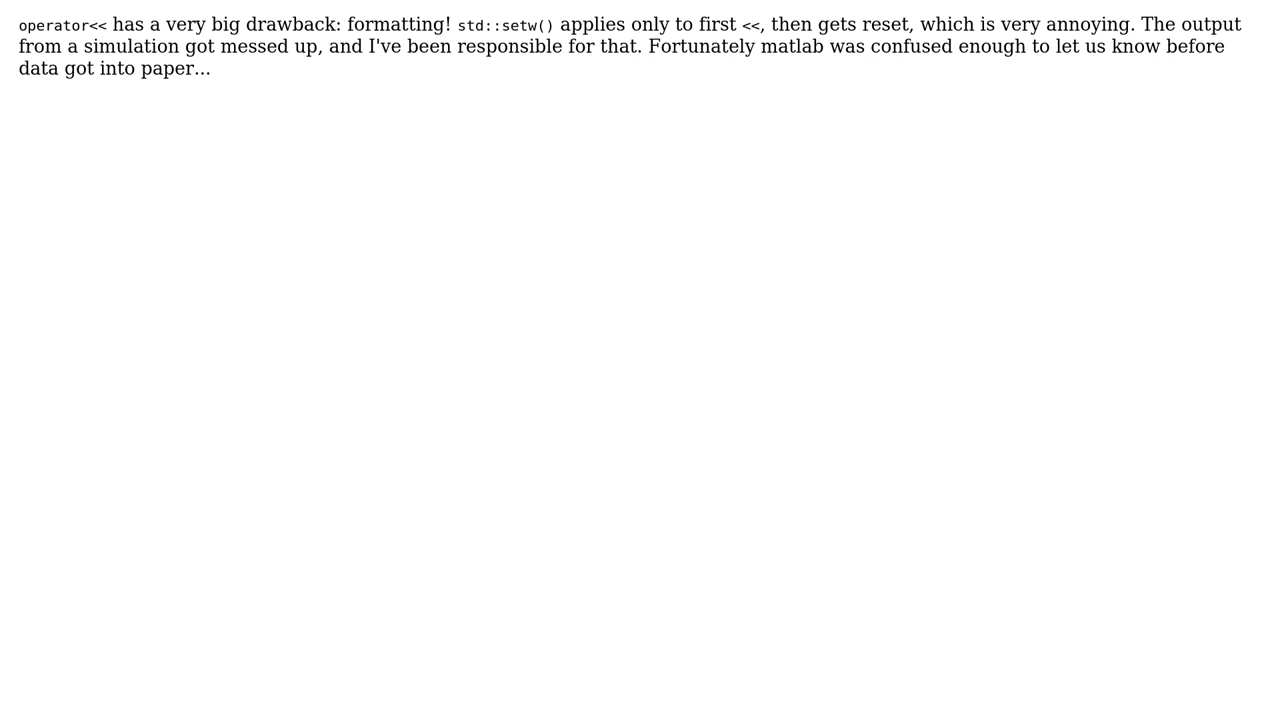 operator<< has a very big drawback: formatting! std::setw() applies only to first <<, then gets reset, which is very annoying. The output
from a simulation got messed up, and I've been responsible for that. Fortunately matlab was confused enough to let us know before
data got into paper...